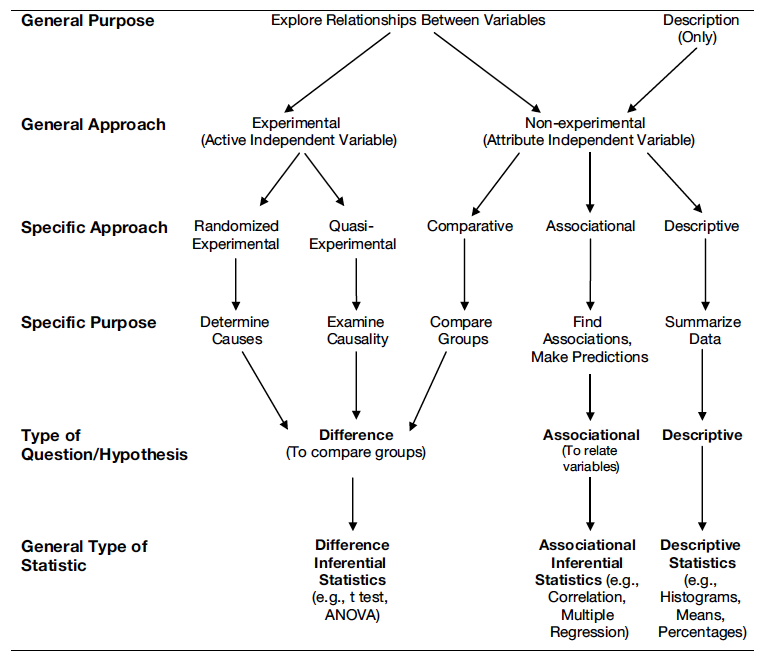 General Purpose
Explore Relationships Between Variables
Description
(Only)
General Approach
Experimental
(Active Independent Variable)
Non-experimental
(Attribute Independent Variable)
Specific Approach
Randomized
Experimental
Quasi-
Experimental
Comparative
Associational
Descriptive
Specific Purpose
Determine
Causes
Examine
Causality
Compare
Groups
Find
Associations,
Make Predictions
Summarize
Data
Type of
Question/Hypothesis
Difference
(To compare groups)
Associational
(To relate
variables)
Descriptive
General Type of
Statistic
Difference
Inferential
Statistics
(e.g., t test,
ANOVA)
Associational
Inferential
Statistics (e.g.,
Correlation,
Multiple
Regression)
Descriptive
Statistics
(e.g.,
Histograms,
Means,
Percentages)